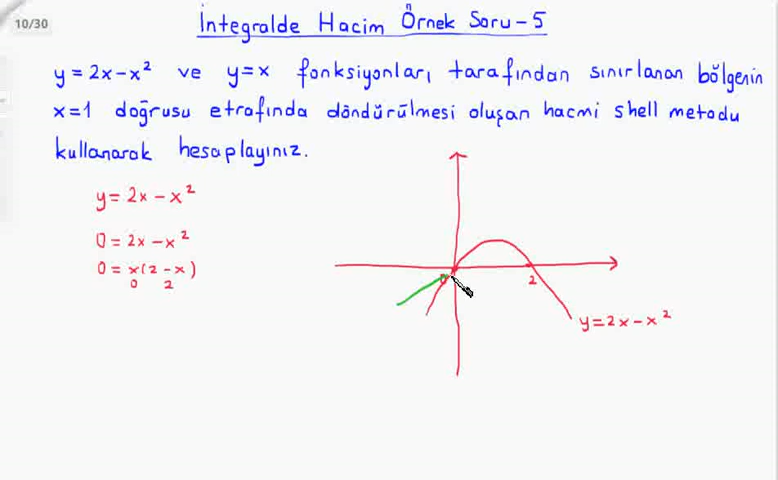 10/30
İntegralde Hacim Örnek Soru-5
y=2x-x² ve y=x fonksiyonları tarafından sınırlanan bölgenin
x=1 doğrusu etrafında döndürülmesi oluşan hacmi shell metodu
kullanarak hesaplayınız.
y=2x-x²
0=2x-x²
0=x(2-x)
0 2
2
y=2x-x²